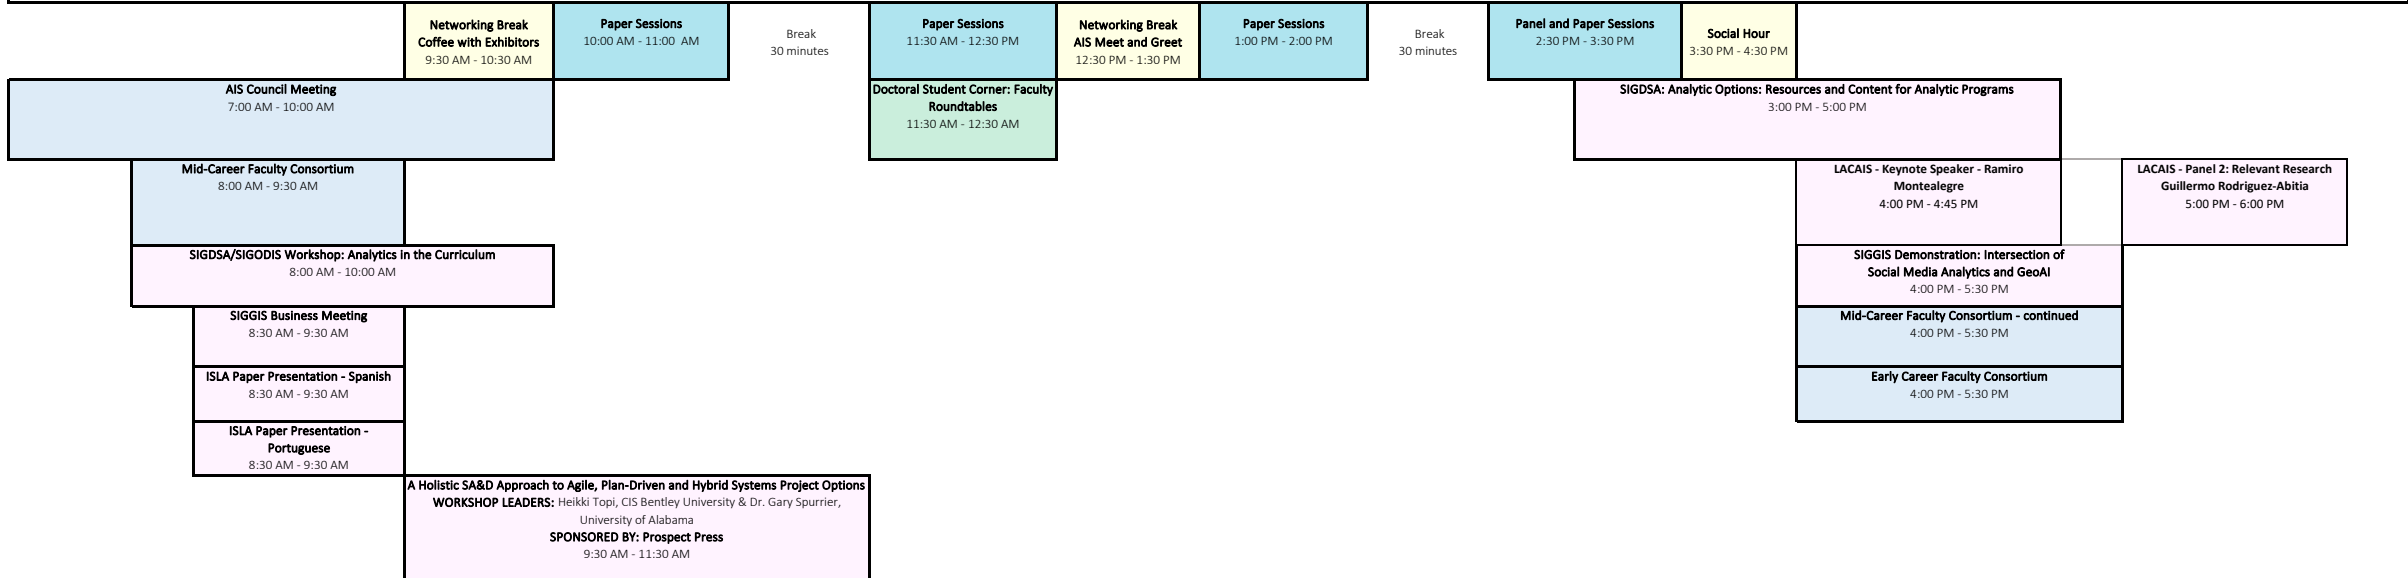 Networking Break
Coffee with Exhibitors
9:30 AM - 10:30 AM
Paper Sessions
10:00 AM - 11:00  AM
Break
30 minutes
Paper Sessions
11:30 AM - 12:30 PM
Networking Break
AIS Meet and Greet
12:30 PM - 1:30 PM
Paper Sessions
1:00 PM - 2:00 PM
Break
30 minutes
Panel and Paper Sessions
2:30 PM - 3:30 PM
Social Hour
3:30 PM - 4:30 PM
AIS Council Meeting
7:00 AM - 10:00 AM
Doctoral Student Corner: Faculty
Roundtables
11:30 AM - 12:30 AM
SIGDSA: Analytic Options: Resources and Content for Analytic Programs
3:00 PM - 5:00 PM
Mid-Career Faculty Consortium
8:00 AM - 9:30 AM
LACAIS - Keynote Speaker - Ramiro
Montealegre
4:00 PM - 4:45 PM
LACAIS - Panel 2: Relevant Research
Guillermo Rodriguez-Abitia
5:00 PM - 6:00 PM
SIGDSA/SIGODIS Workshop: Analytics in the Curriculum
8:00 AM - 10:00 AM
SIGGIS Demonstration: Intersection of
Social Media Analytics and GeoAI
4:00 PM - 5:30 PM
SIGGIS Business Meeting
8:30 AM - 9:30 AM
Mid-Career Faculty Consortium - continued
4:00 PM - 5:30 PM
ISLA Paper Presentation - Spanish
8:30 AM - 9:30 AM
Early Career Faculty Consortium
4:00 PM - 5:30 PM
ISLA Paper Presentation -
Portuguese
8:30 AM - 9:30 AM
A Holistic SA&D Approach to Agile, Plan-Driven and Hybrid Systems Project Options
WORKSHOP LEADERS: Heikki Topi, CIS Bentley University & Dr. Gary Spurrier,
University of Alabama
SPONSORED BY: Prospect Press
9:30 AM - 11:30 AM